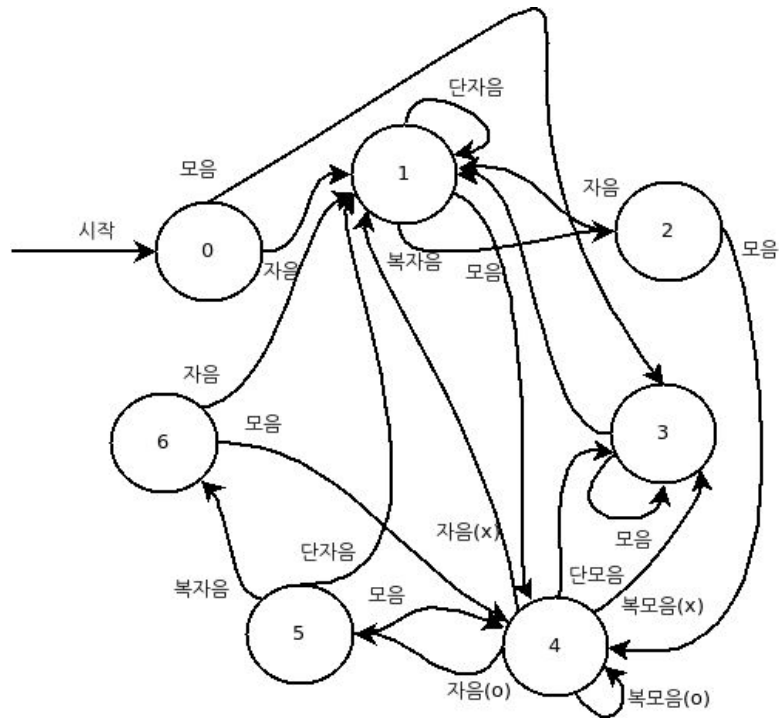 단자음
1
모음
자음
2
시작
0
자음
복자음
모음
모음
자음
모음
6
3
자음(x)
모음
단자음
단모음
복자음
모음
복모음(x)
5
4
자음(o)
복모음(o)